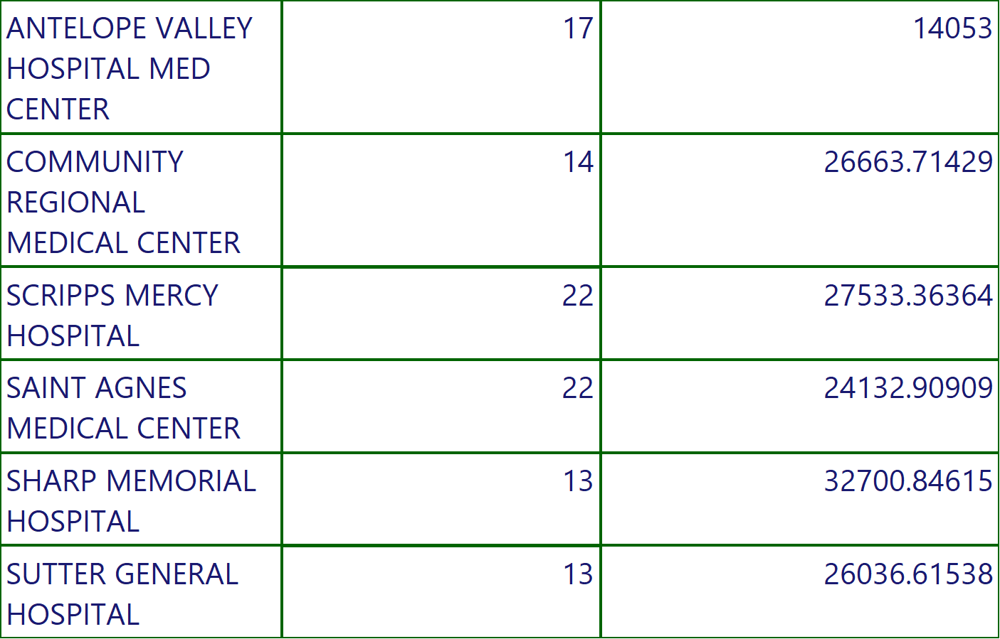 ANTELOPE VALLEY 17 14053
HOSPITAL MED
CENTER
COMMUNITY 14 26663.71429
REGIONAL
MEDICAL CENTER
SCRIPPS MERCY 22 27533.36364
HOSPITAL
SAINT AGNES 22 24132.90909
MEDICAL CENTER
SHARP MEMORIAL 13 32700.84615
HOSPITAL
SUTTER GENERAL 13 26036.61538
HOSPITAL